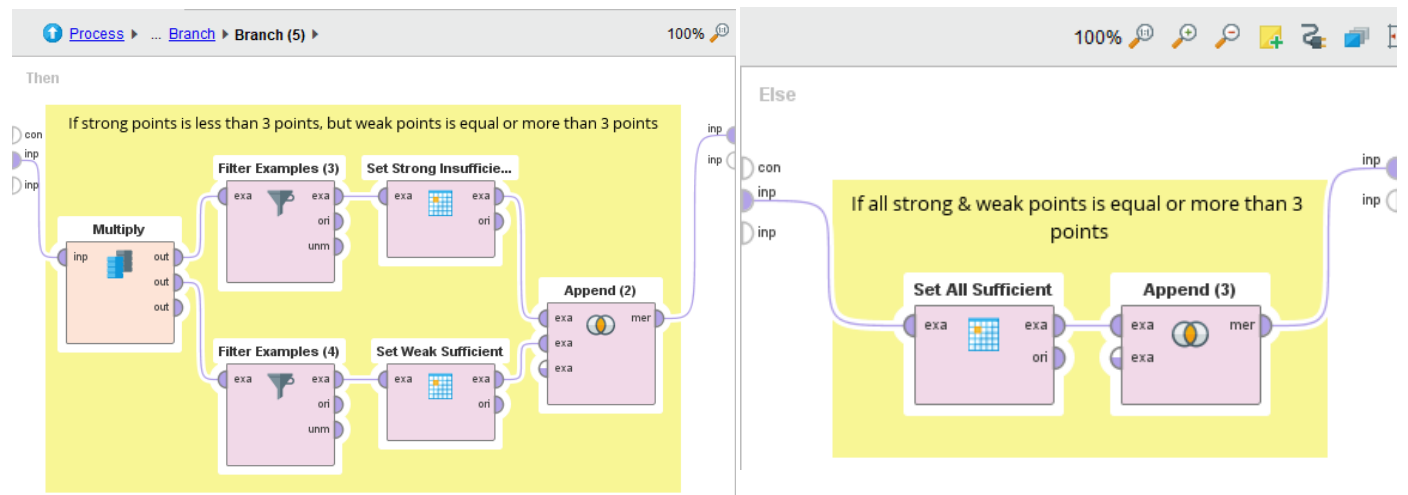 Process ... Branch Branch (5)
100%
Then
If strong points is less than 3 points, but weak points is equal or more than 3 points
con
inp
inp
inp
inp
Filter Examples (3)
Set Strong Insufficie...
exa
exa
ori
unm
exa
exa
ori
Multiply
inp
out
out
out
Append (2)
exa
mer
exa
exa
Filter Examples (4)
Set Weak Sufficient
exa
exa
ori
unm
exa
exa
ori
100%
Else
con
inp
inp
inp
inp
If all strong & weak points is equal or more than 3
points
Set All Sufficient
Append (3)
exa
exa
ori
exa
mer
exa